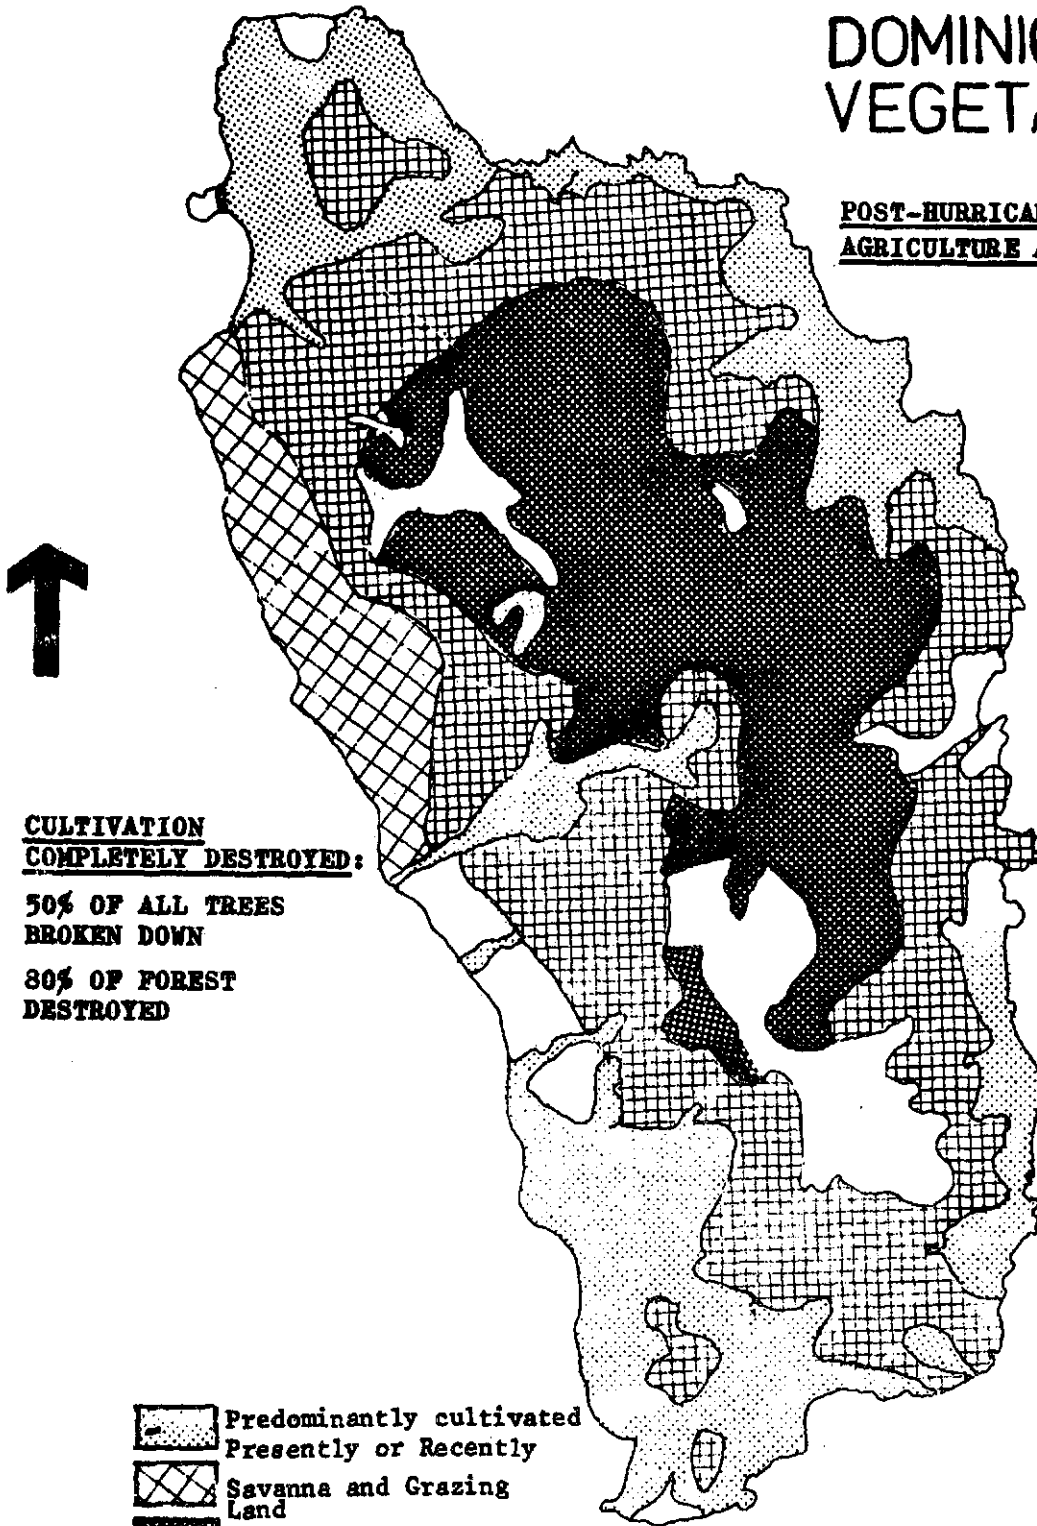 DOMINI
VEGET
POST-HURRICA
AGRICULTURE
CULTIVATION
COMPLETELY DESTROYED:
50% OF ALL TREES
BROKEN DOWN
80% OF FOREST
DESTROYED
Predominantly cultivated
Presently or Recently
Savanna and Grazing
Land